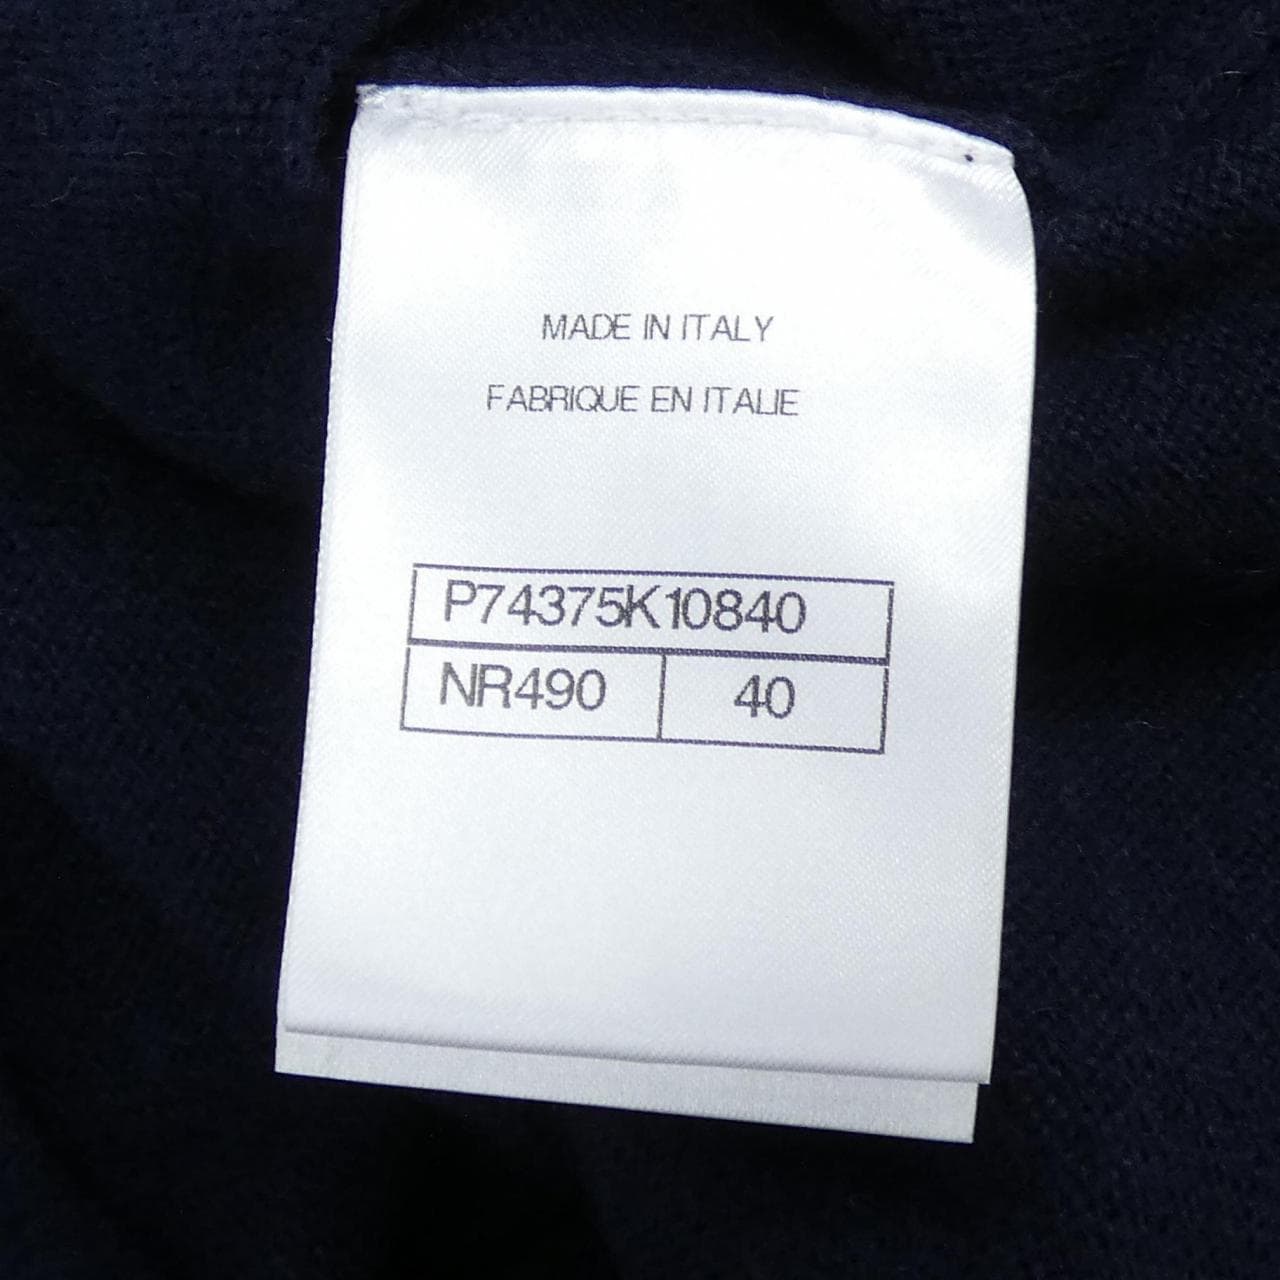 MADE IN ITALY
FABRIQUE EN ITALIE
P74375K10840
NR490 40